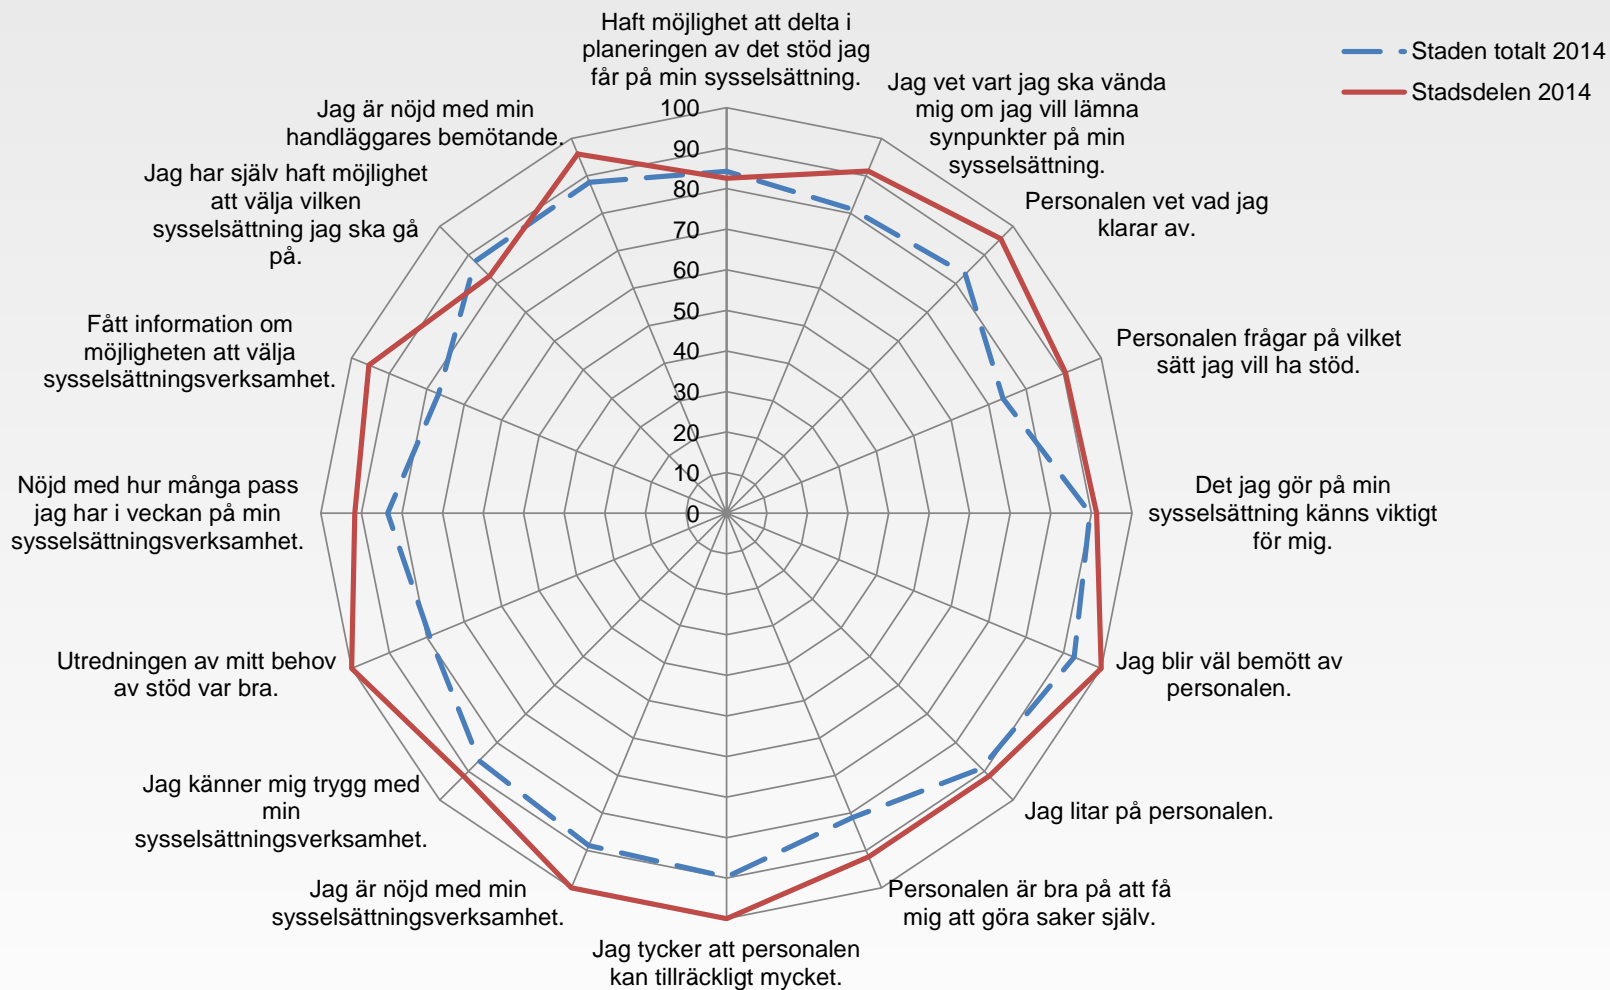 Haft möjlighet att delta i
planeringen av det stöd jag
får på min sysselsättning.
Jag vet vart jag ska vända
mig om jag vill lämna
synpunkter på min
sysselsättning.
Personalen vet vad jag
klarar av.
Personalen frågar på vilket
sätt jag vill ha stöd.
Det jag gör på min
sysselsättning känns viktigt
för mig.
Jag blir väl bemött av
personalen.
Jag litar på personalen.
Personalen är bra på att få
mig att göra saker själv.
Jag tycker att personalen
kan tillräckligt mycket.
Jag är nöjd med min
sysselsättningsverksamhet.
Jag känner mig trygg med
min
sysselsättningsverksamhet.
Utredningen av mitt behov
av stöd var bra.
Nöjd med hur många pass
jag har i veckan på min
sysselsättningsverksamhet.
Fått information om
möjligheten att välja
sysselsättningsverksamhet.
Jag har själv haft möjlighet
att välja vilken
sysselsättning jag ska gå
på.
Jag är nöjd med min
handläggares bemötande.
100
90
80
70
60
50
40
30
20
10
0
Staden totalt 2014
Stadsdelen 2014